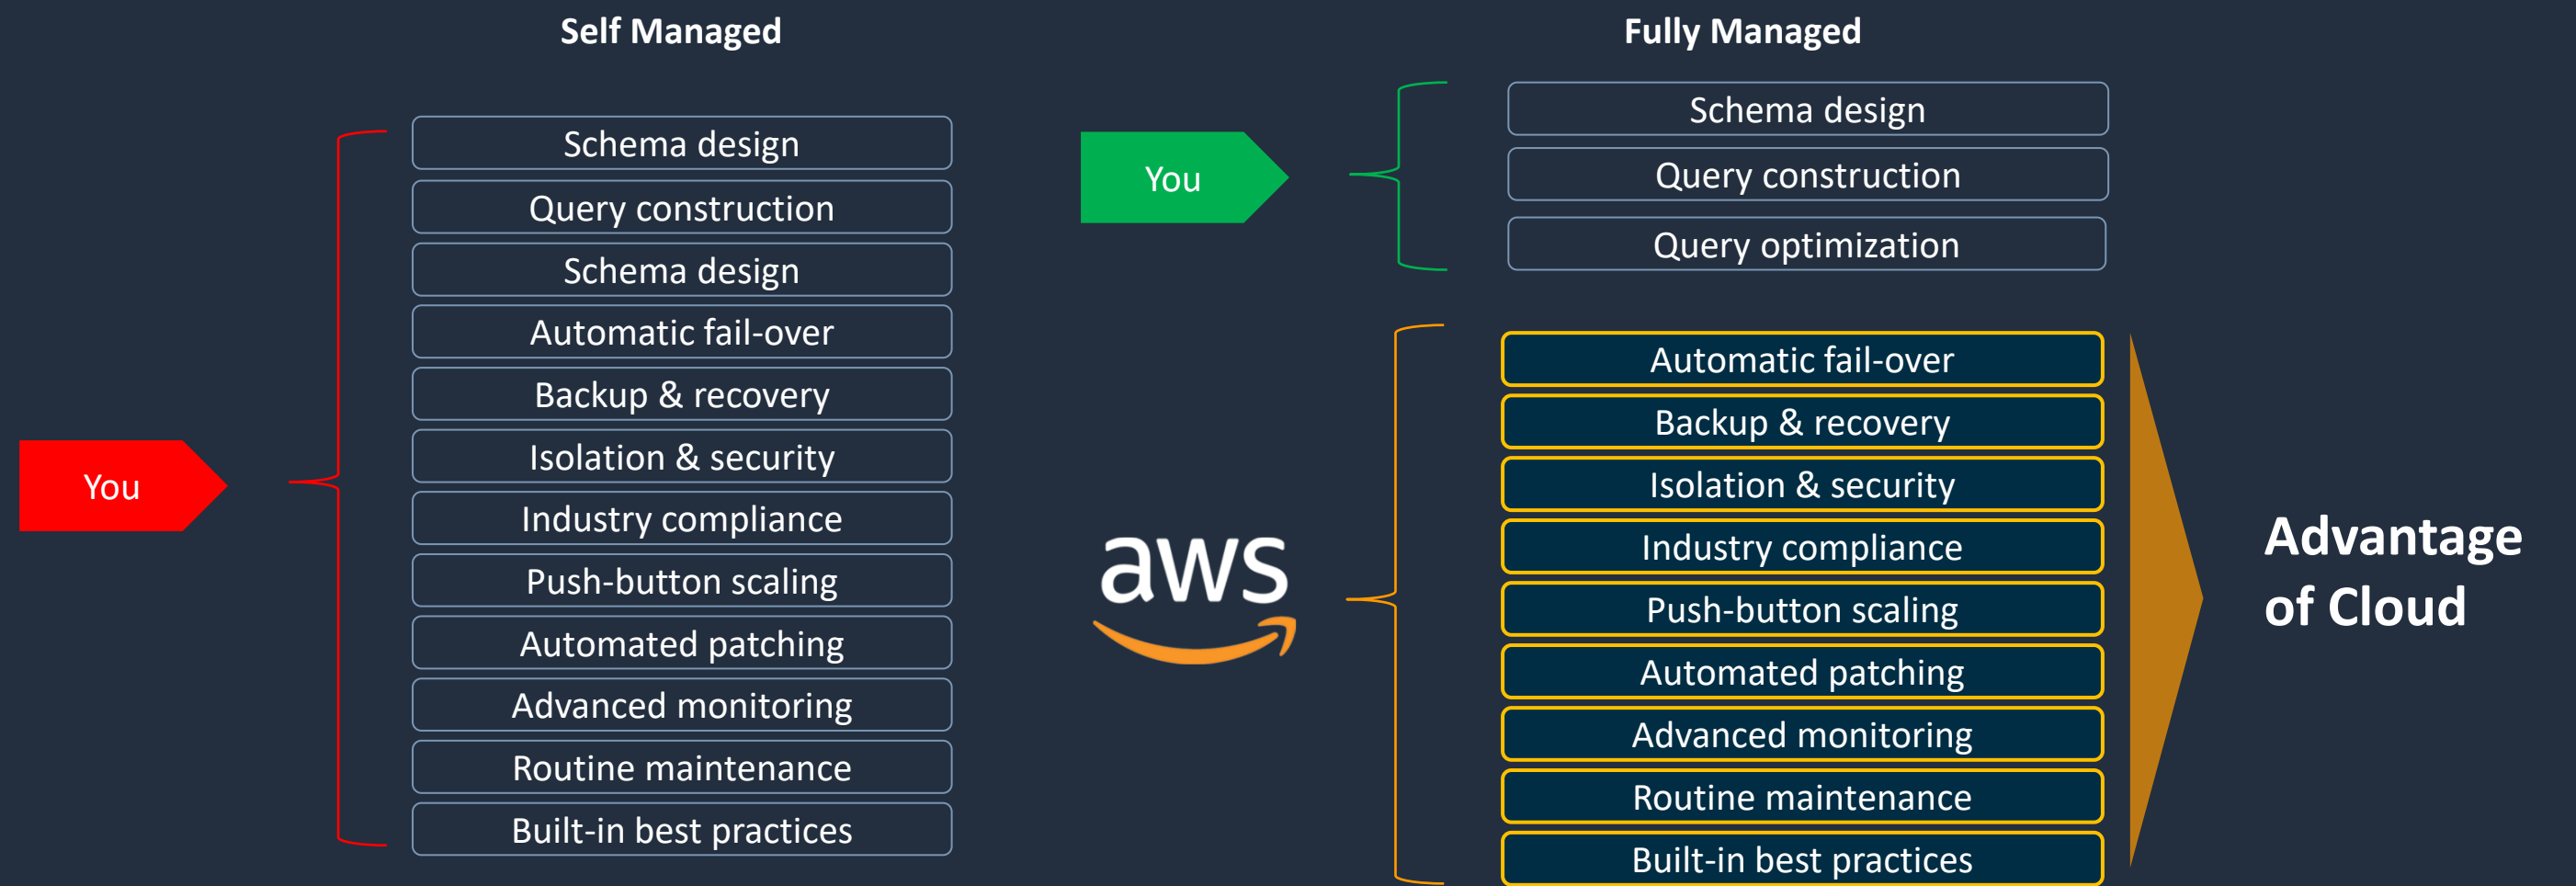 Self Managed
You
Schema design
Query construction
Schema design
Automatic fail-over
Backup & recovery
Isolation & security
Industry compliance
Push-button scaling
Automated patching
Advanced monitoring
Routine maintenance
Built-in best practices
Fully Managed
You
Schema design
Query construction
Query optimization
aws
Automatic fail-over
Backup & recovery
Isolation & security
Industry compliance
Push-button scaling
Automated patching
Advanced monitoring
Routine maintenance
Built-in best practices
Advantage
of Cloud